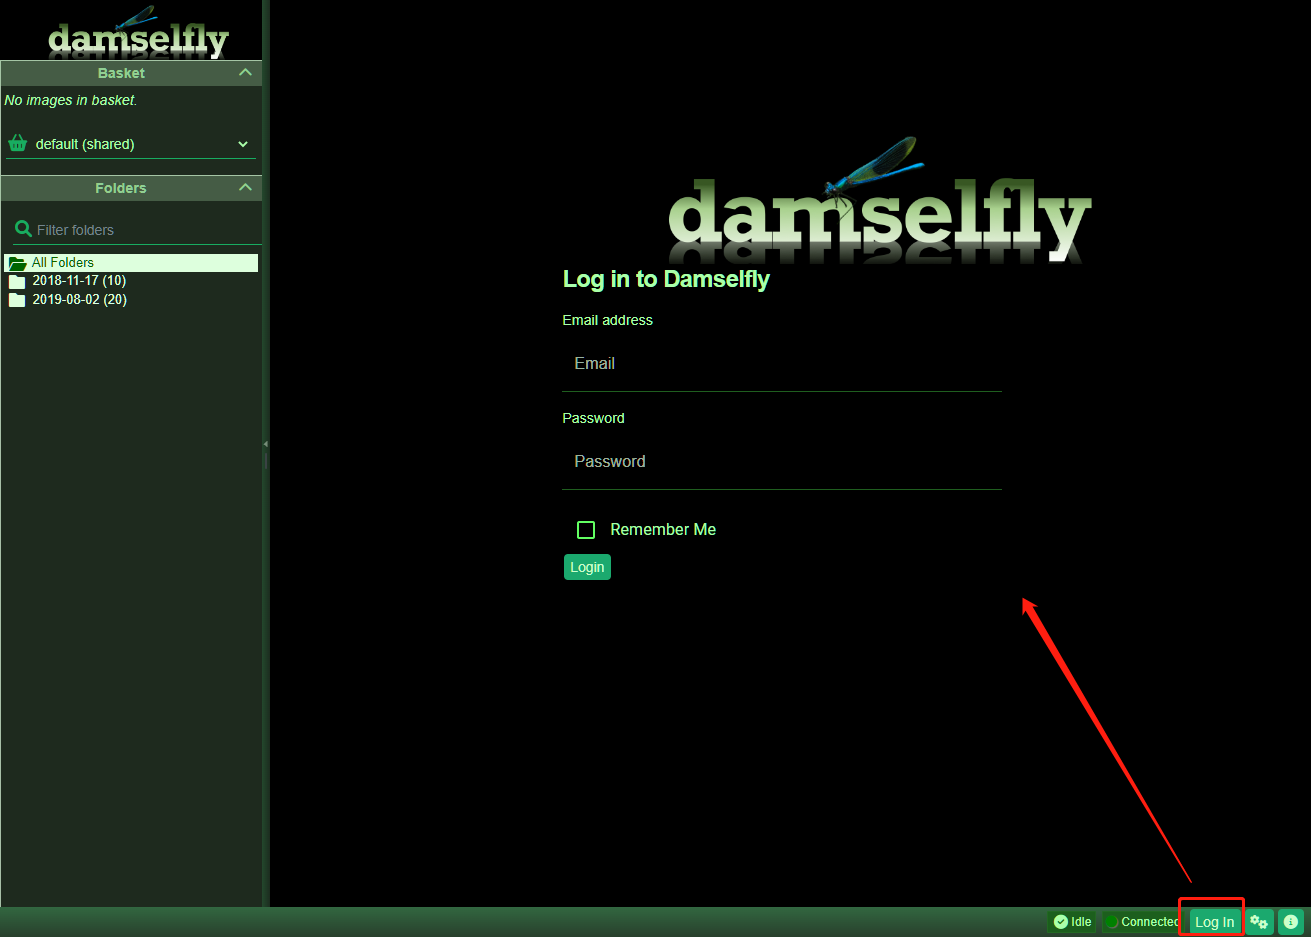 damselfly
Basket
No images in basket.
default (shared)
Folders
Filter folders
All Folders
2018-11-17 (10)
2019-08-02 (20)
damselfly
Log in to Damselfly
Email address
Email
Password
Password
Remember Me
Login
Idle
Connected
Log In